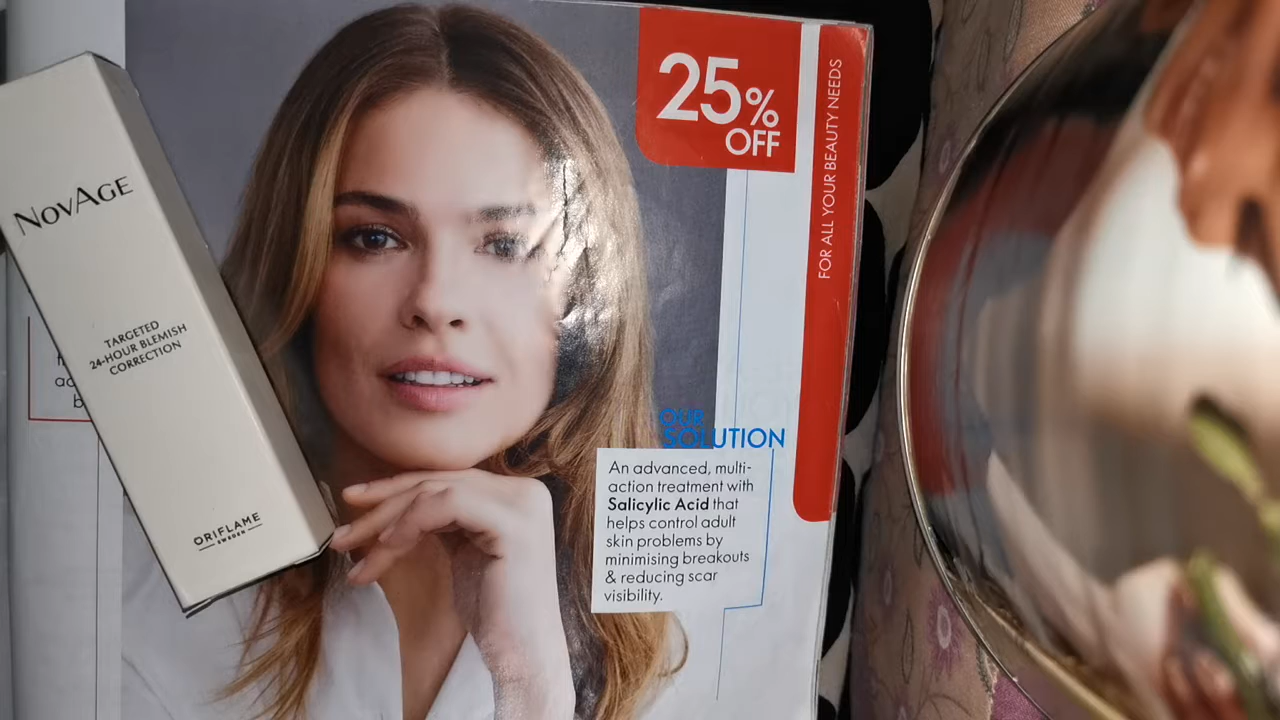 NOVAGE
TARGETED
24-HOUR BLEMISH
CORRECTION
ORIFLAME
SWEDEN
25%
OFF
FOR ALL YOUR BEAUTY NEEDS
OUR
SOLUTION
An advanced, multi-
action treatment with
Salicylic Acid that
helps control adult
skin problems by
minimising breakouts
& reducing scar
visibility.